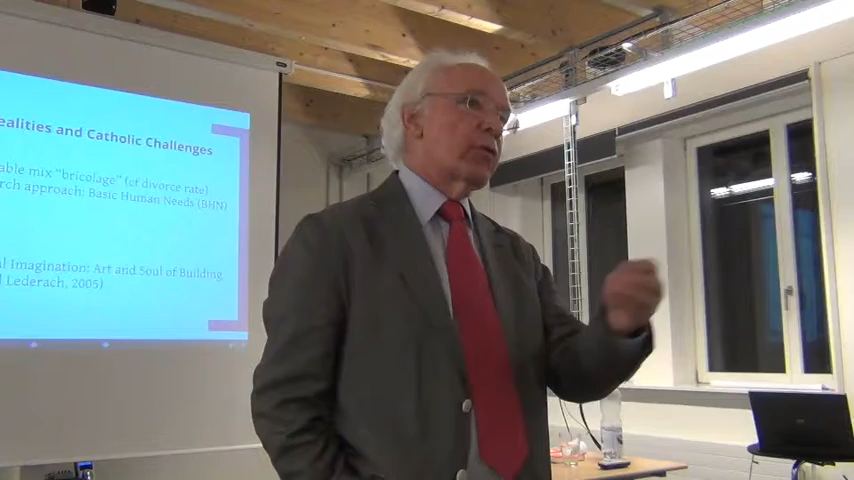 ealities and Catholic Challenges
able mix "bricolage" (cf divorce rate)
rch approach: Basic Human Needs (BHN)
al Imagination: Art and Soul of Building
l Lederach, 2005)